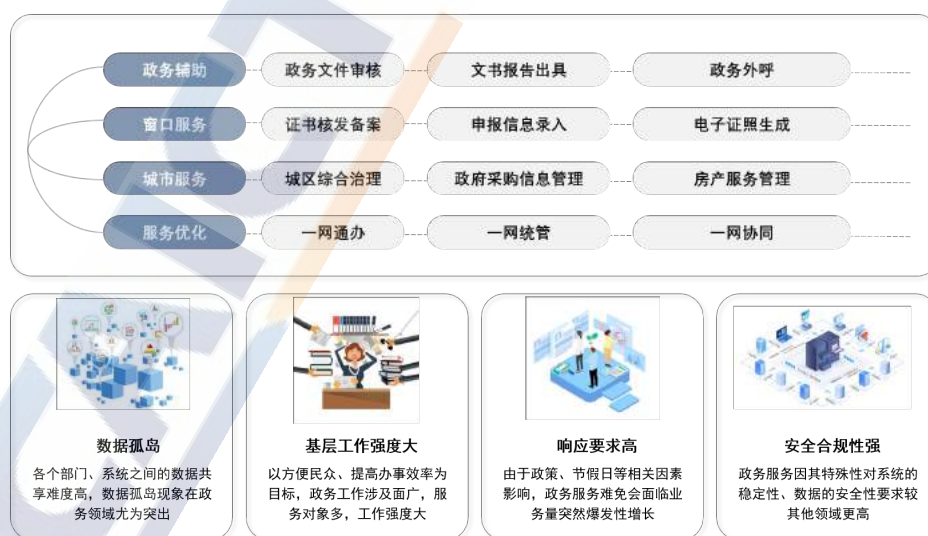 政务辅助 政务文件审核 文书报告出具 政务外呼
窗口服务 证书核发备案 申报信息录入 电子证照生成
城市服务 城区综合治理 政府采购信息管理 房产服务管理
服务优化 一网通办 一网统管 一网协同
数据孤岛
各个部门、系统之间的数据共
享难度高，数据孤岛现象在政
务领域尤为突出
基层工作强度大
以方便民众、提高办事效率为
目标，政务工作涉及面广，服
务对象多，工作强度大
响应要求高
由于政策、节假日等相关因素
影响，政务服务难免会面临业
务量突然爆发性增长
安全合规性强
政务服务因其特殊性对系统的
稳定性、数据的安全性要求较
其他领域更高